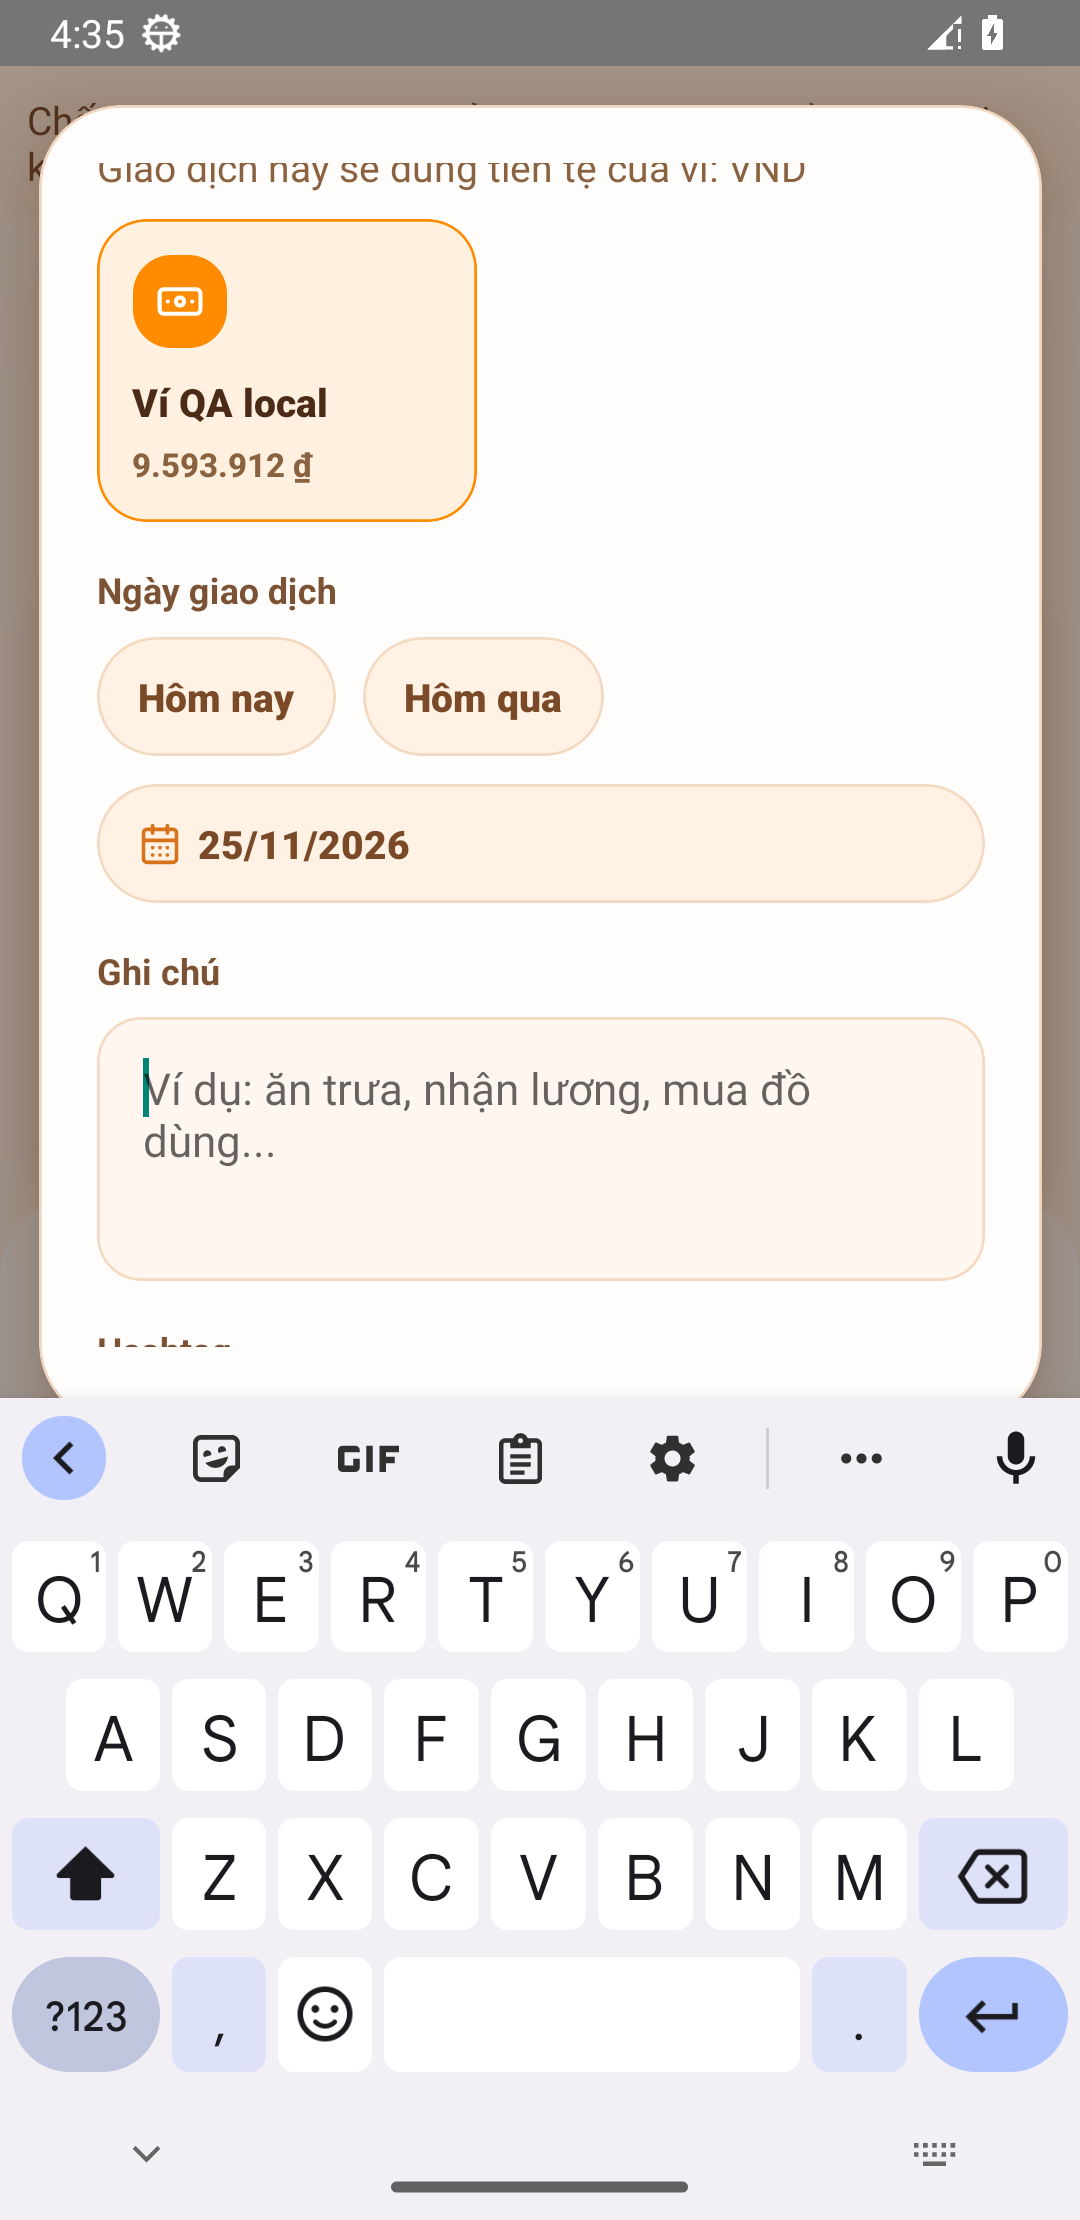 4:35
Giao dịch này sẽ dùng tiền tệ của ví: VND
Ví QA local
9.593.912 ₫
Ngày giao dịch
Hôm nay
Hôm qua
25/11/2026
Ghi chú
Ví dụ: ăn trưa, nhận lương, mua đồ
dùng...
Hashtag
GIF
Q 1 W 2 E 3 R 4 T 5 Y 6 U 7 I 8 O 9 P 0
A S D F G H J K L
Z X C V B N M
?123 , .